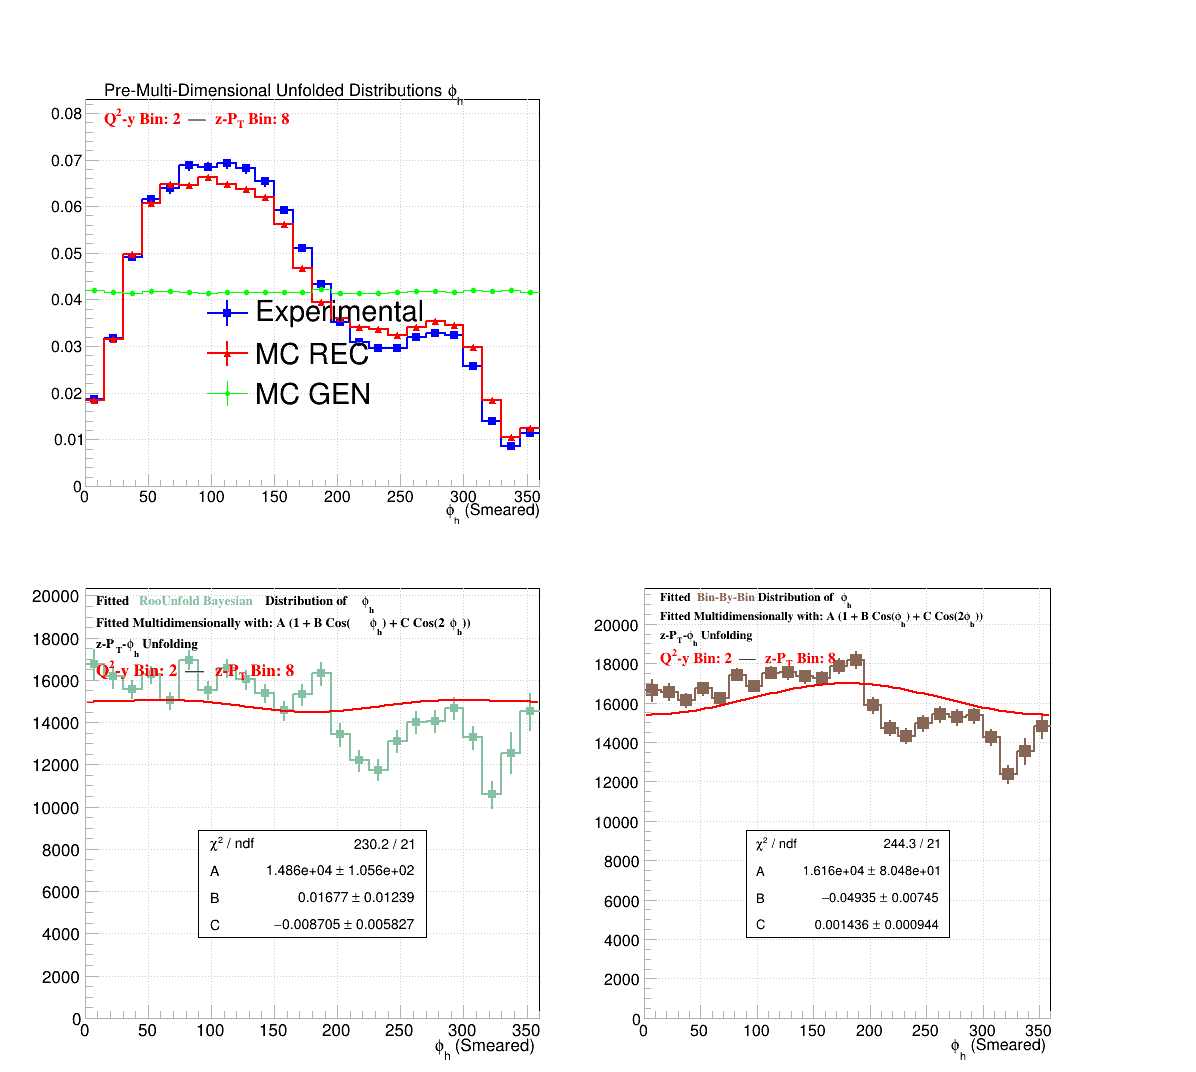 Pre-Multi-Dimensional Unfolded Distributions ϕh
Q2-y Bin: 2 — z-PT Bin: 8
0.08
0.07
0.06
0.05
0.04
0.03
0.02
0.01
0
Experimental
MC REC
MC GEN
0 50 100 150 200 250 300 350
ϕh (Smeared)
Fitted RooUnfold Bayesian Distribution of ϕh
Fitted Multidimensionally with: A (1 + B Cos( ϕh) + C Cos(2 ϕh))
z-PT-ϕh Unfolding
Q2-y Bin: 2 — z-PT Bin: 8
20000
18000
16000
14000
12000
10000
8000
6000
4000
2000
0
χ2 / ndf 230.2 / 21
A 1.486e+04 ± 1.056e+02
B 0.01677 ± 0.01239
C −0.008705 ± 0.005827
0 50 100 150 200 250 300 350
ϕh (Smeared)
Fitted Bin-By-Bin Distribution of ϕh
Fitted Multidimensionally with: A (1 + B Cos(ϕh) + C Cos(2ϕh))
z-PT-ϕh Unfolding
Q2-y Bin: 2 — z-PT Bin: 8
20000
18000
16000
14000
12000
10000
8000
6000
4000
2000
0
χ2 / ndf 244.3 / 21
A 1.616e+04 ± 8.048e+01
B −0.04935 ± 0.00745
C 0.001436 ± 0.000944
0 50 100 150 200 250 300 350
ϕh (Smeared)